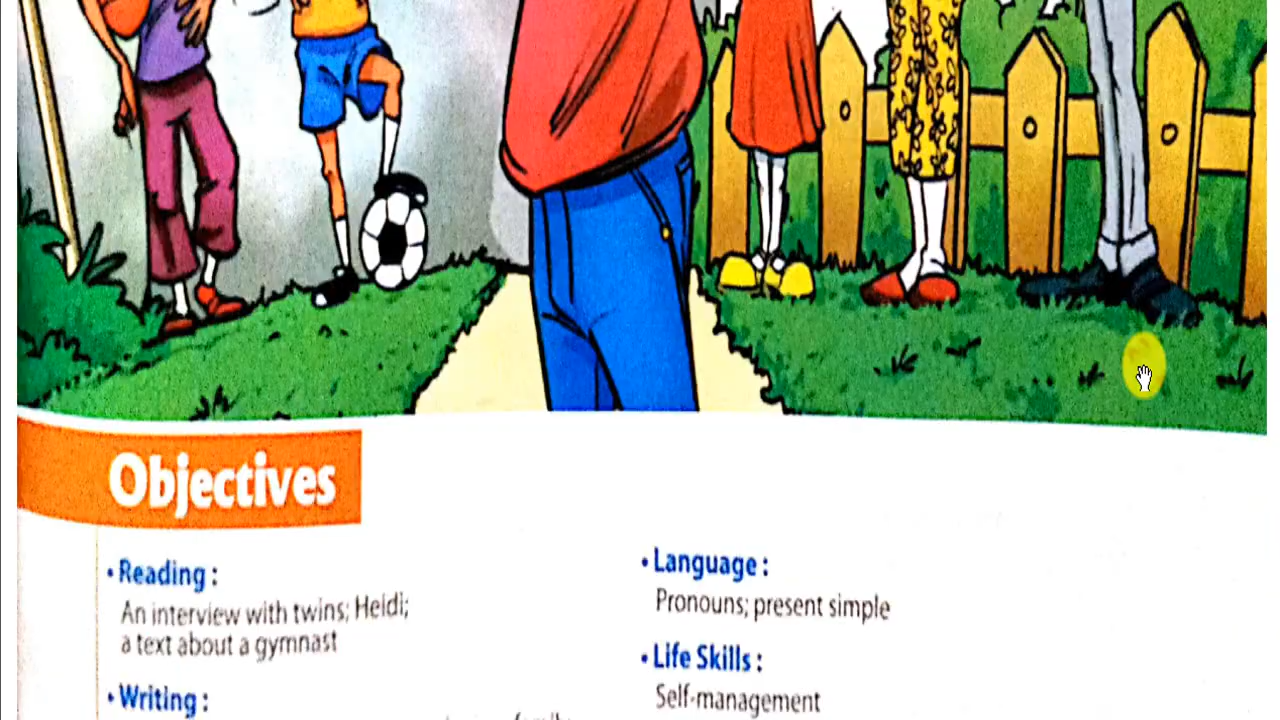 Objectives
• Reading :
An interview with twins; Heidi;
a text about a gymnast
• Writing :
• Language :
Pronouns; present simple
• Life Skills :
Self-management